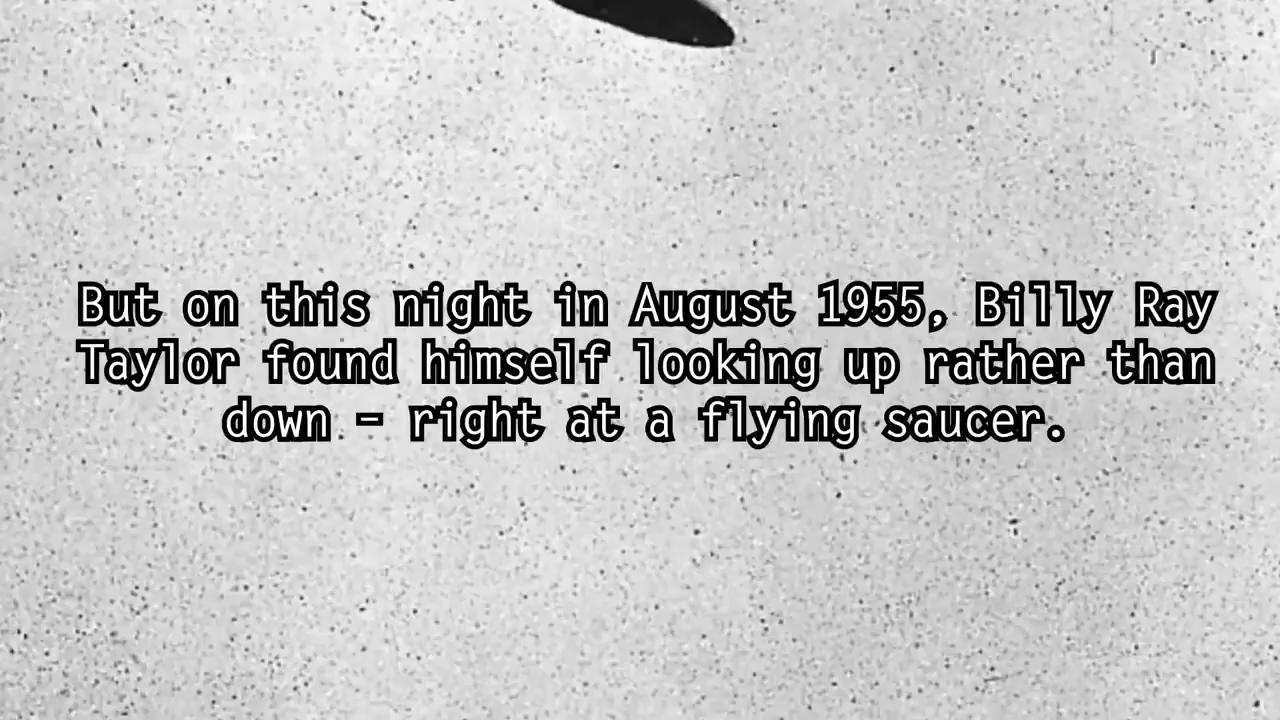 But on this night in August 1955, Billy Ray
Taylor found himself looking up rather than
down - right at a flying saucer.